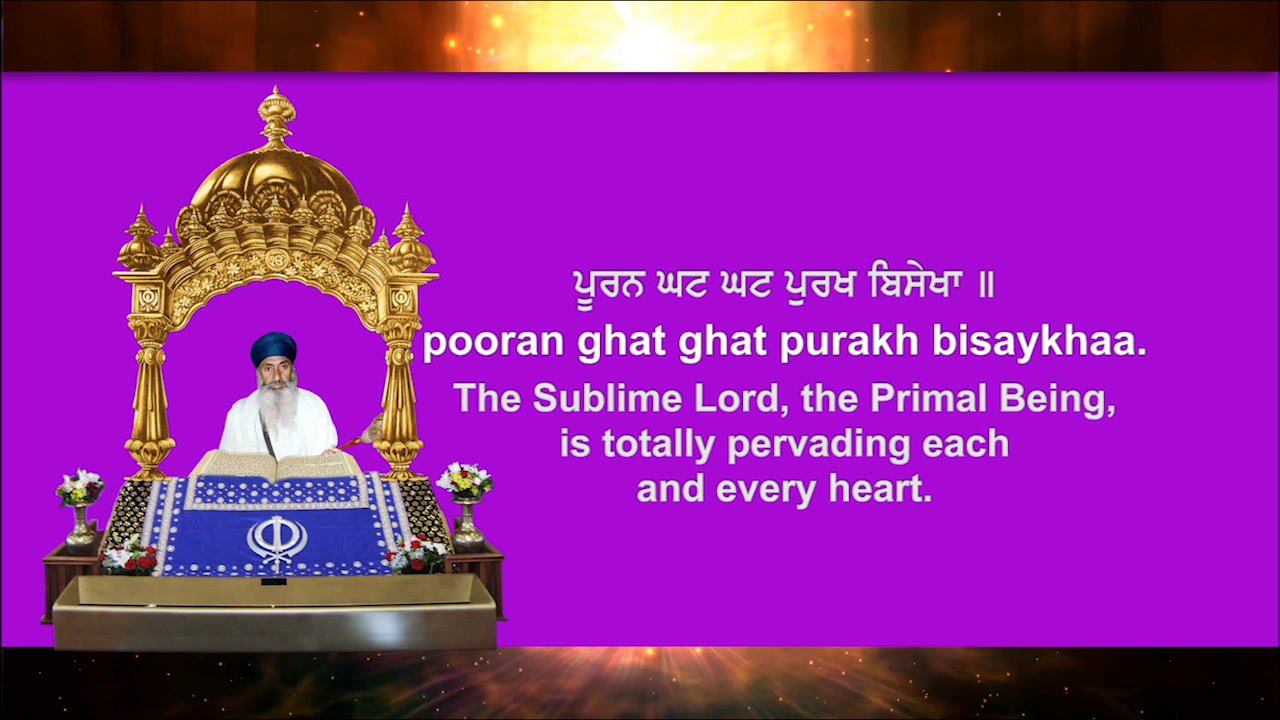 ਪੂਰਨ ਘਟ ਘਟ ਪੁਰਖ ਬਿਸੇਖਾ ॥
pooran ghat ghat purakh bisaykhaa.
The Sublime Lord, the Primal Being,
is totally pervading each
and every heart.